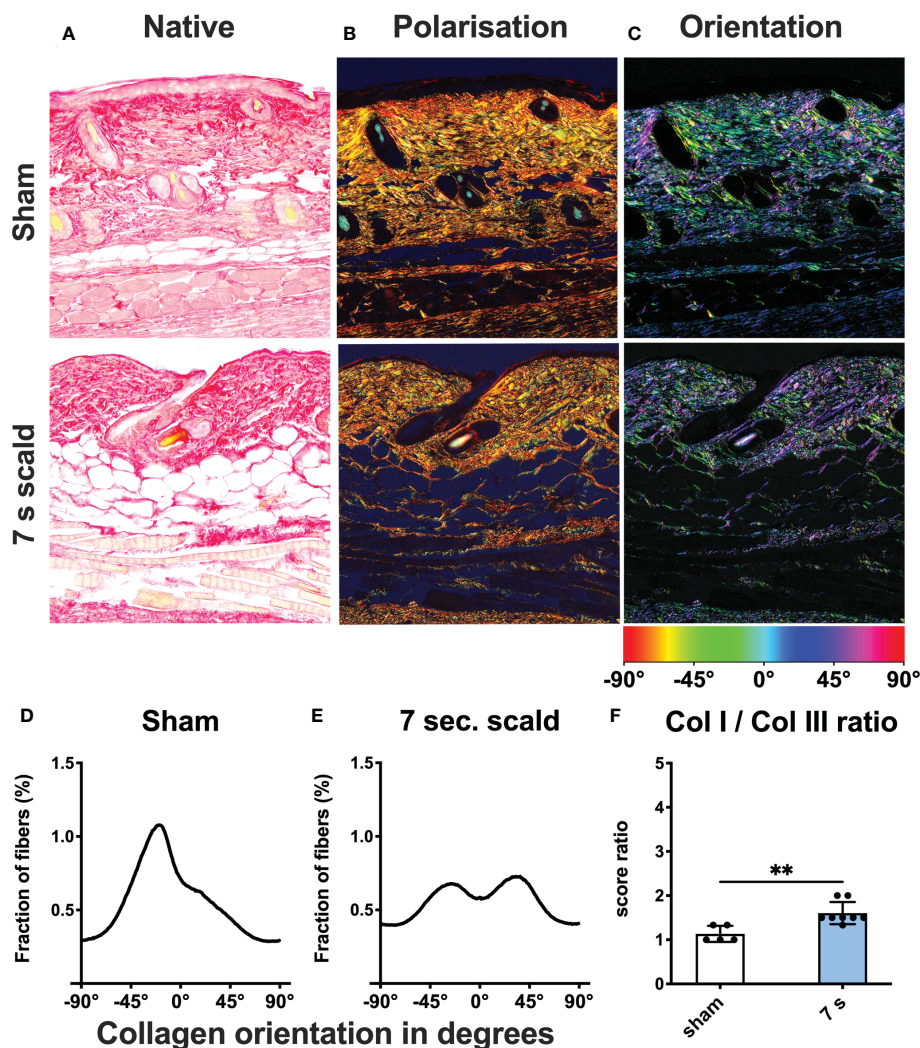 A Native
B Polarisation
C Orientation
Sham
7 s scald
-90° -45° 0° 45° 90°
D Sham
E 7 sec. scald
F Col I / Col III ratio
Fraction of fibers (%)
1.5
1.0
0.5
-90° -45° 0° 45° 90°
Fraction of fibers (%)
1.5
1.0
0.5
-90° -45° 0° 45° 90°
Collagen orientation in degrees
score ratio
5
4
3
2
1
0
**
sham
7 s